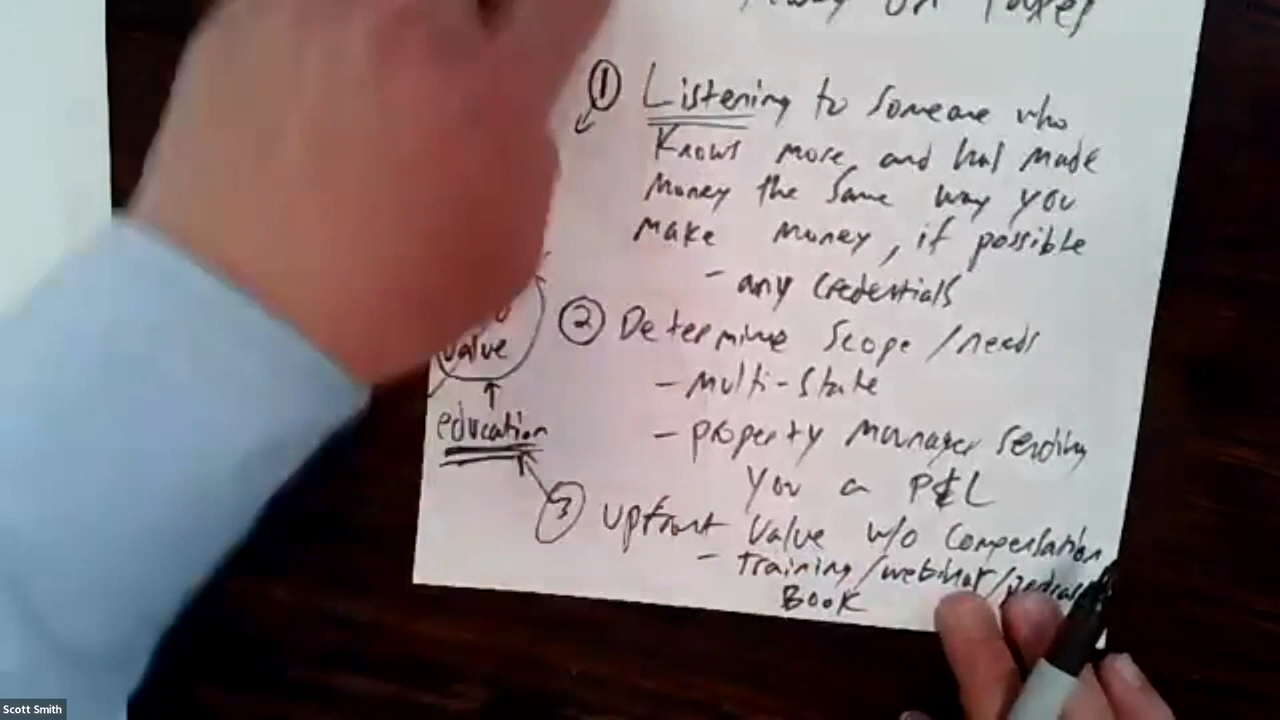 ① Listening to someone who
Knows more, and has made
money the same way you
make money, if possible
- any credentials
② Determine Scope/needs
- multi-state
- property manager sending
you a P&L
③ upfront value w/o compensation
- Training/webinar/podcast
BOOK
value
education
Scott Smith